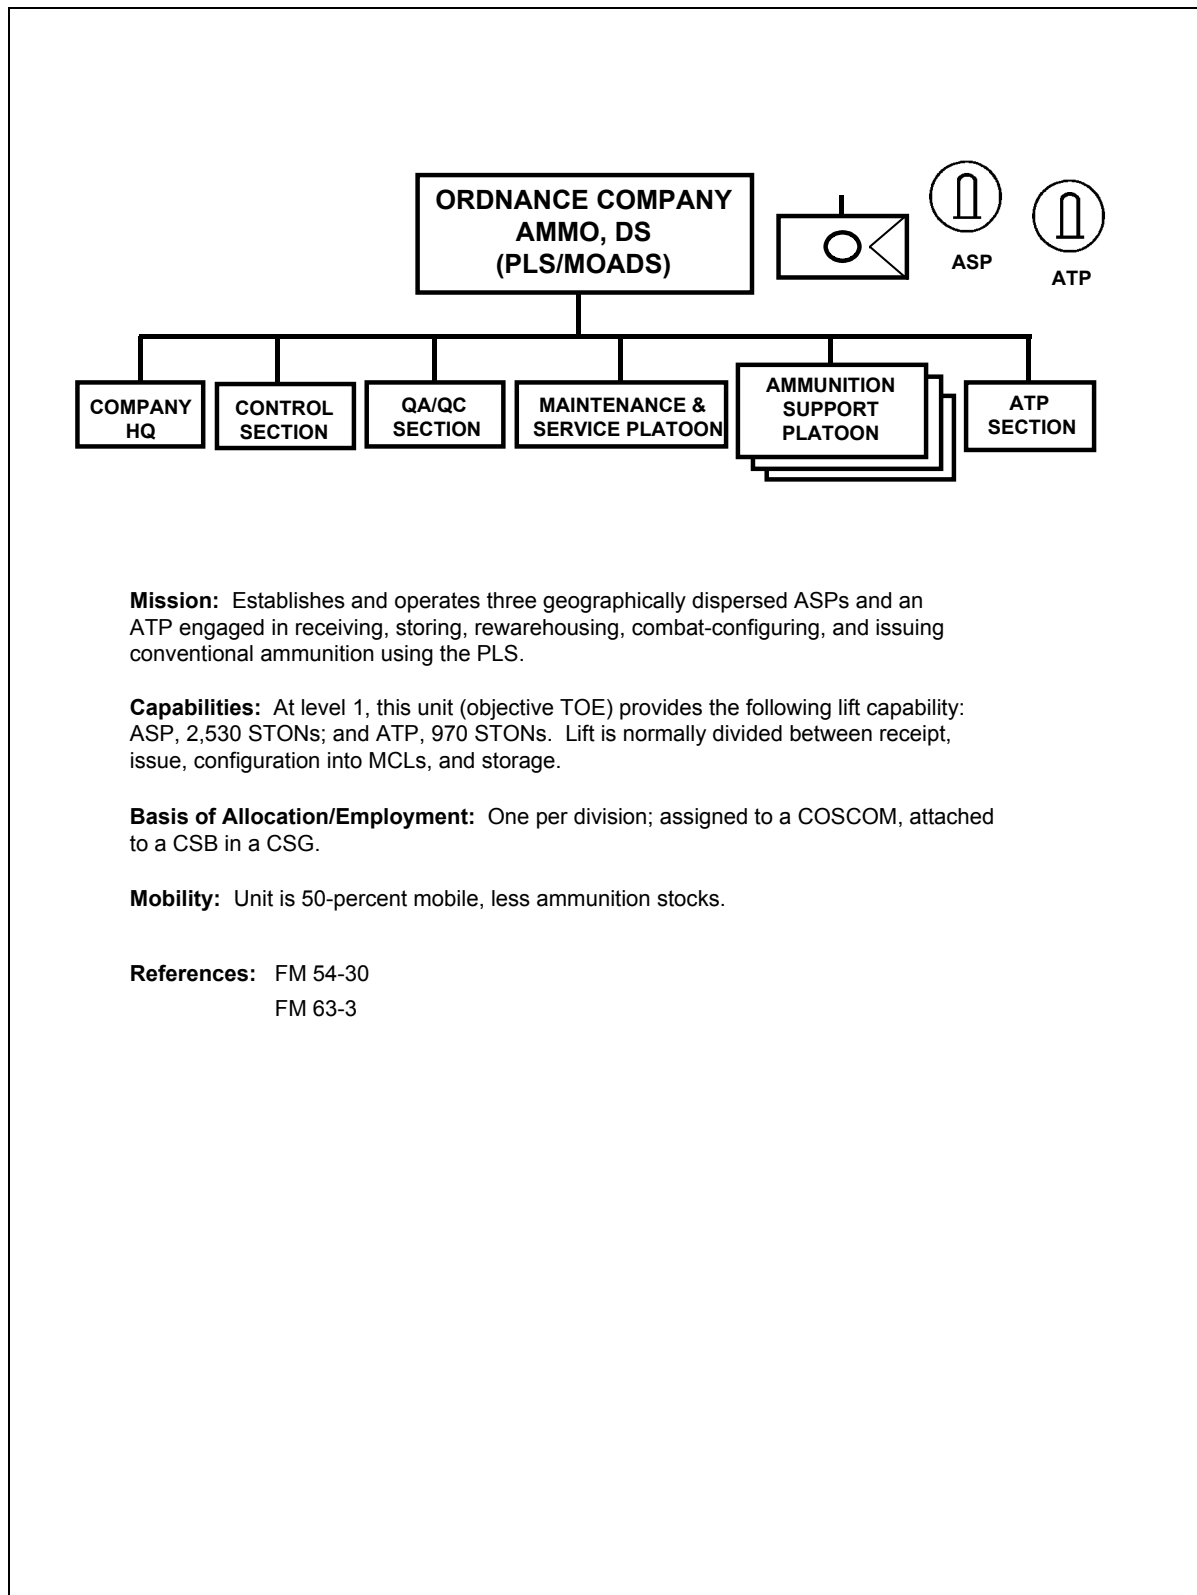 ORDNANCE COMPANY
AMMO, DS
(PLS/MOADS)
ASP
ATP
COMPANY
HQ
CONTROL
SECTION
QA/QC
SECTION
MAINTENANCE &
SERVICE PLATOON
AMMUNITION
SUPPORT
PLATOON
ATP
SECTION
Mission: Establishes and operates three geographically dispersed ASPs and an
ATP engaged in receiving, storing, rewarehousing, combat-configuring, and issuing
conventional ammunition using the PLS.
Capabilities: At level 1, this unit (objective TOE) provides the following lift capability:
ASP, 2,530 STONs; and ATP, 970 STONs. Lift is normally divided between receipt,
issue, configuration into MCLs, and storage.
Basis of Allocation/Employment: One per division; assigned to a COSCOM, attached
to a CSB in a CSG.
Mobility: Unit is 50-percent mobile, less ammunition stocks.
References: FM 54-30
FM 63-3